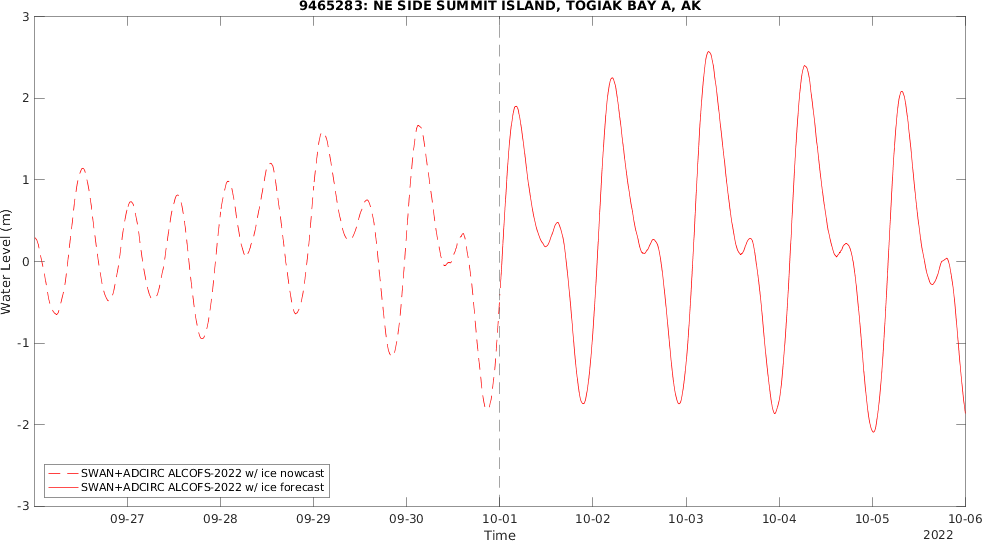 9465283: NE SIDE SUMMIT ISLAND, TOGIAK BAY A, AK
3
2
1
0
-1
-2
-3
Water Level (m)
SWAN+ADCIRC ALCOFS-2022 w/ ice nowcast
SWAN+ADCIRC ALCOFS-2022 w/ ice forecast
09-27 09-28 09-29 09-30 10-01 10-02 10-03 10-04 10-05 10-06
Time
2022